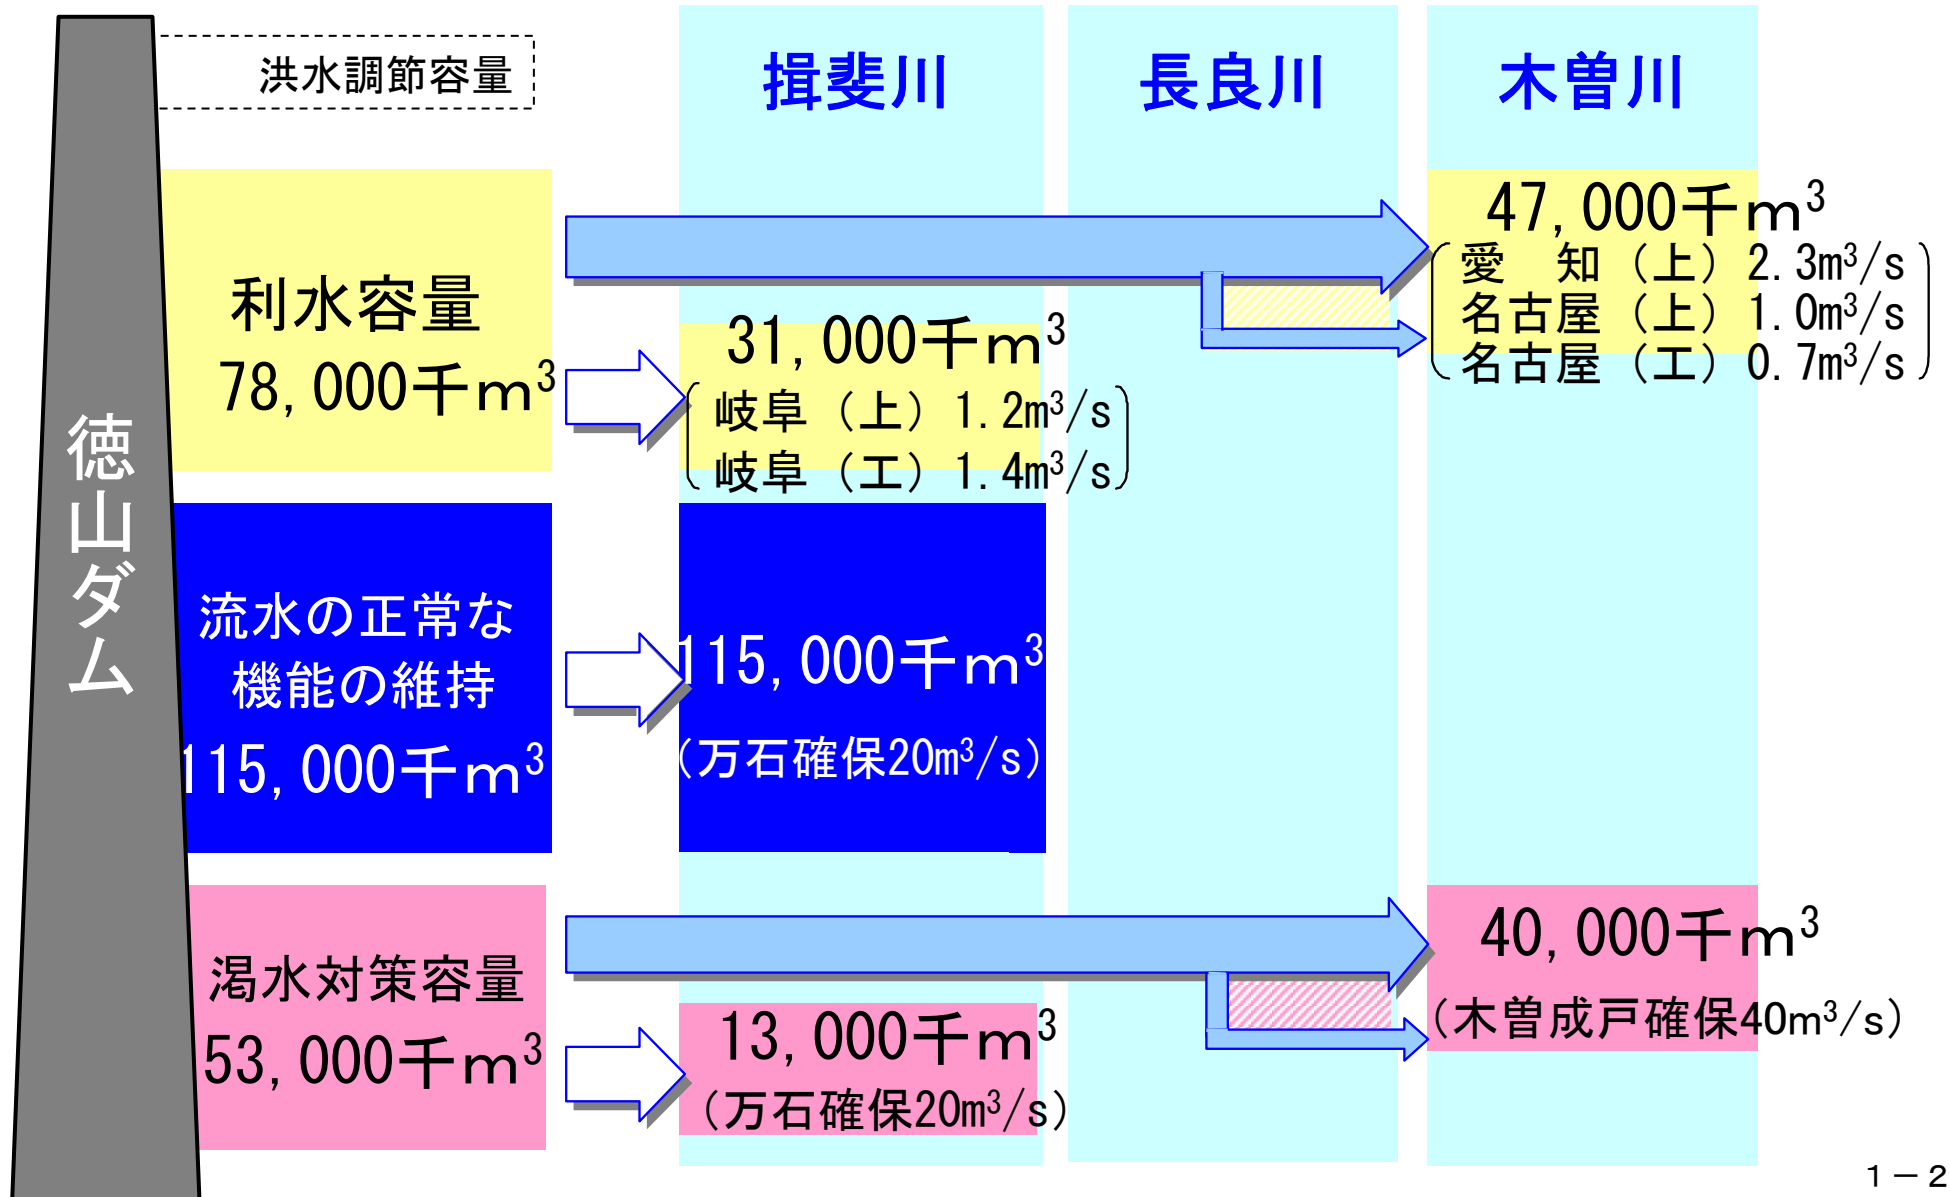 洪水調節容量
揖斐川
長良川
木曽川
徳山ダム
利水容量
78,000千m³
31,000千m³
岐阜（上）1.2m³/s
岐阜（工）1.4m³/s
47,000千m³
愛　知（上）2.3m³/s
名古屋（上）1.0m³/s
名古屋（工）0.7m³/s
流水の正常な
機能の維持
115,000千m³
115,000千m³
（万石確保20m³/s）
渇水対策容量
53,000千m³
13,000千m³
（万石確保20m³/s）
40,000千m³
（木曽成戸確保40m³/s）
１－２